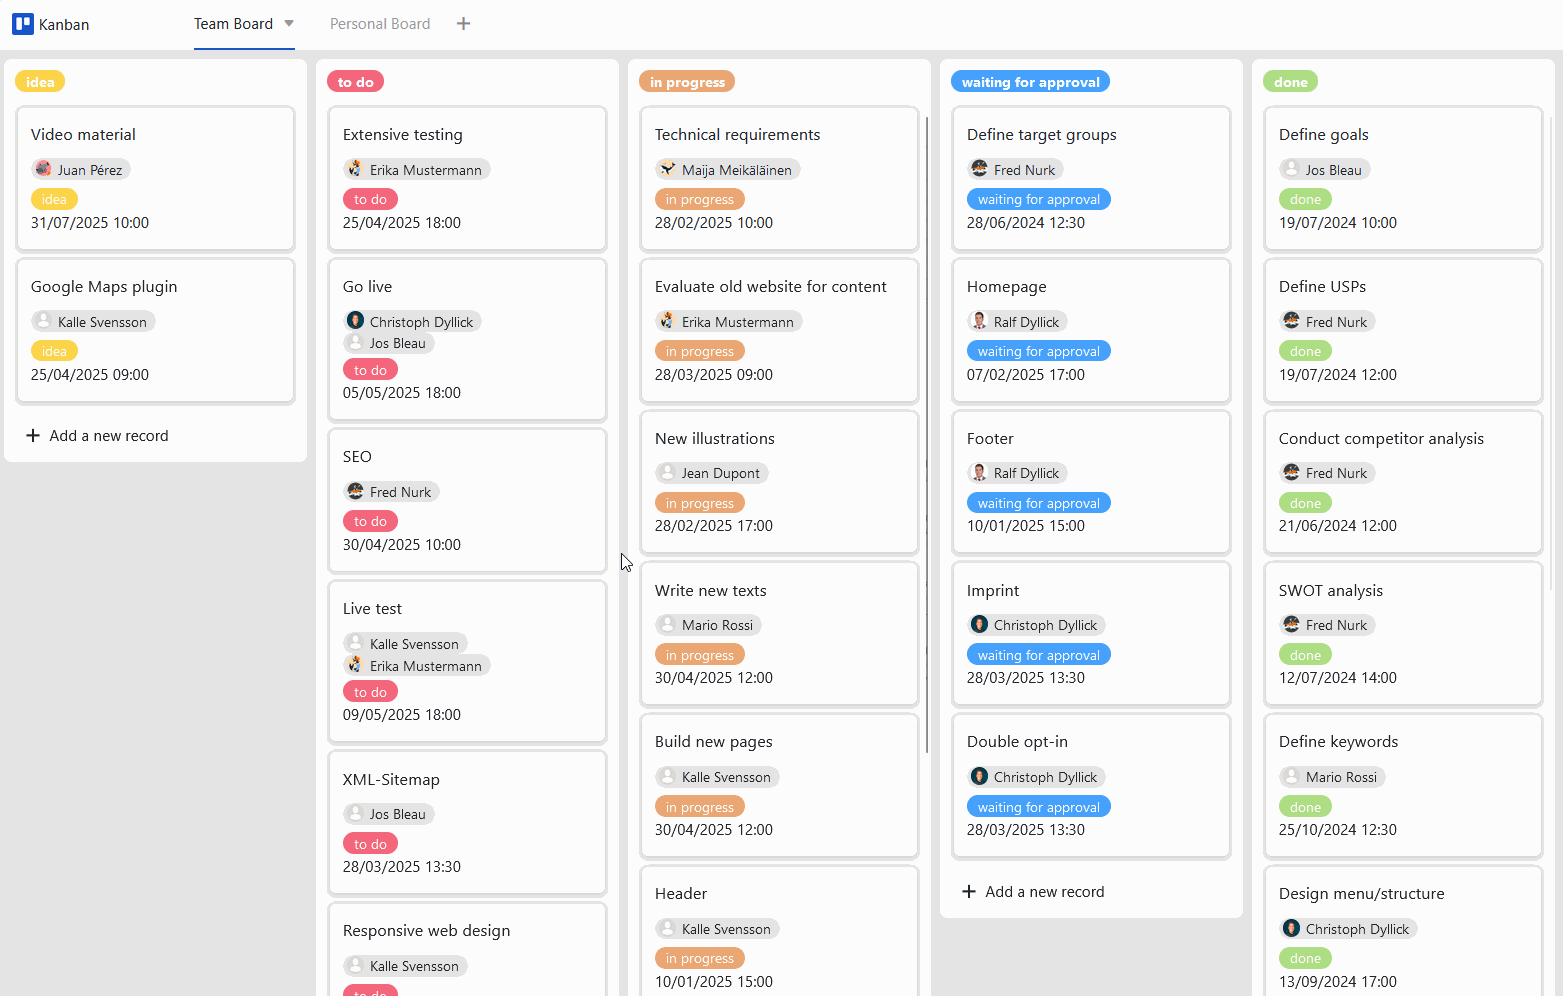 Kanban
Team Board
Personal Board
idea
Video material
Juan Pérez
idea
31/07/2025 10:00
Google Maps plugin
Kalle Svensson
idea
25/04/2025 09:00
Add a new record
to do
Extensive testing
Erika Mustermann
to do
25/04/2025 18:00
Go live
Christoph Dyllick
Jos Bleau
to do
05/05/2025 18:00
SEO
Fred Nurk
to do
30/04/2025 10:00
Live test
Kalle Svensson
Erika Mustermann
to do
09/05/2025 18:00
XML-Sitemap
Jos Bleau
to do
28/03/2025 13:30
Responsive web design
Kalle Svensson
to do
in progress
Technical requirements
Maija Meikäläinen
in progress
28/02/2025 10:00
Evaluate old website for content
Erika Mustermann
in progress
28/03/2025 09:00
New illustrations
Jean Dupont
in progress
28/02/2025 17:00
Write new texts
Mario Rossi
in progress
30/04/2025 12:00
Build new pages
Kalle Svensson
in progress
30/04/2025 12:00
Header
Kalle Svensson
in progress
10/01/2025 15:00
waiting for approval
Define target groups
Fred Nurk
waiting for approval
28/06/2024 12:30
Homepage
Ralf Dyllick
waiting for approval
07/02/2025 17:00
Footer
Ralf Dyllick
waiting for approval
10/01/2025 15:00
Imprint
Christoph Dyllick
waiting for approval
28/03/2025 13:30
Double opt-in
Christoph Dyllick
waiting for approval
28/03/2025 13:30
Add a new record
done
Define goals
Jos Bleau
done
19/07/2024 10:00
Define USPs
Fred Nurk
done
19/07/2024 12:00
Conduct competitor analysis
Fred Nurk
done
21/06/2024 12:00
SWOT analysis
Fred Nurk
done
12/07/2024 14:00
Define keywords
Mario Rossi
done
25/10/2024 12:30
Design menu/structure
Christoph Dyllick
done
13/09/2024 17:00